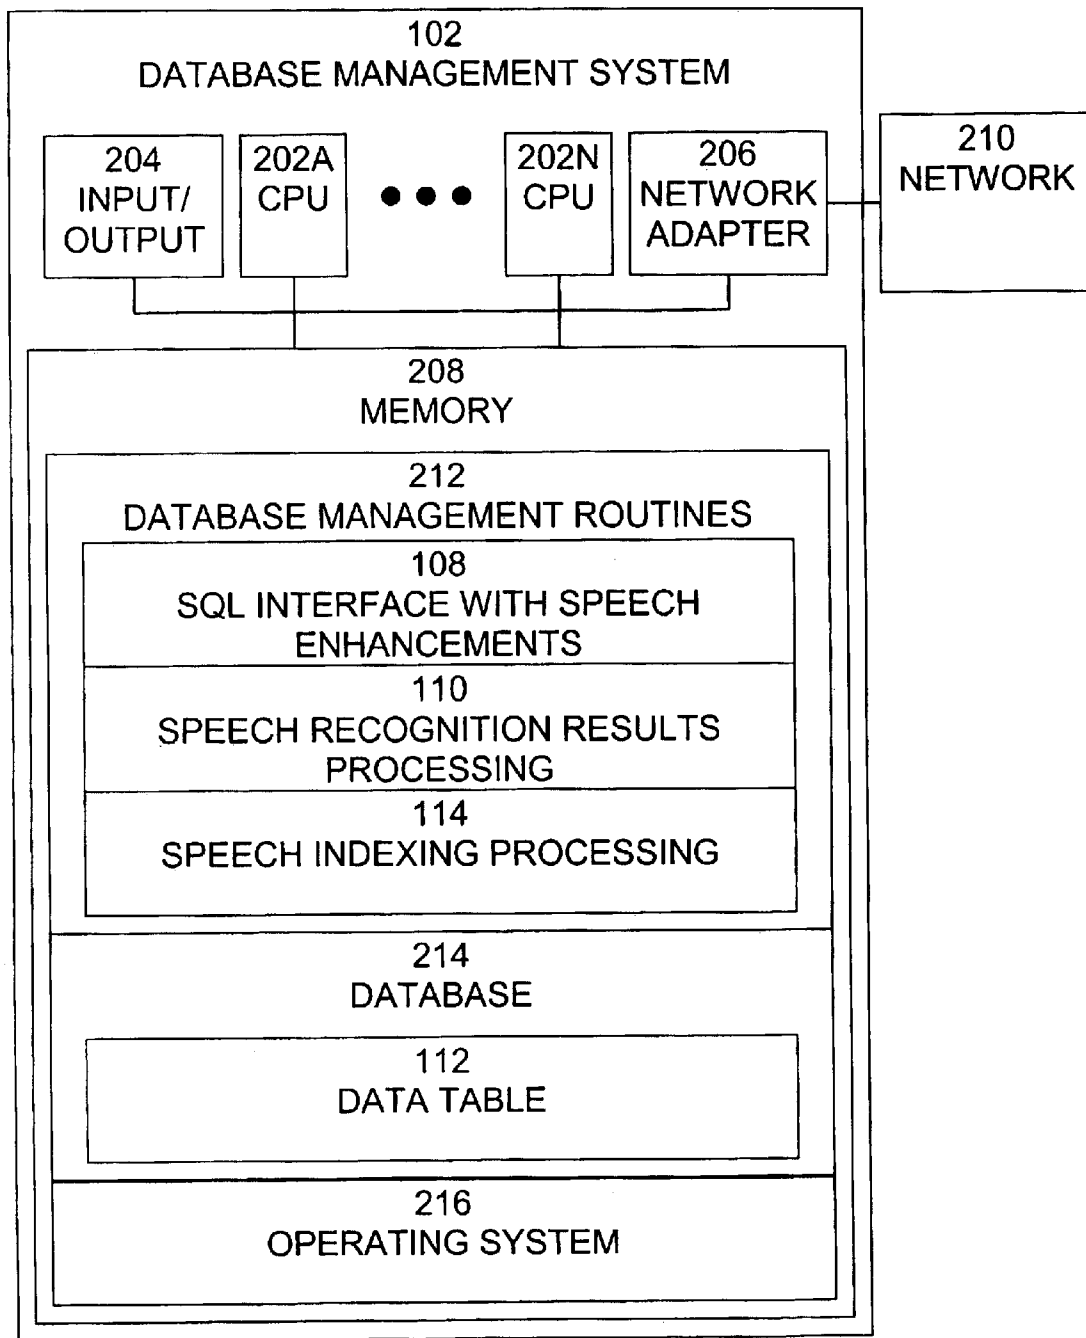 102
DATABASE MANAGEMENT SYSTEM
204
INPUT/
OUTPUT
202A
CPU
202N
CPU
206
NETWORK
ADAPTER
210
NETWORK
208
MEMORY
212
DATABASE MANAGEMENT ROUTINES
108
SQL INTERFACE WITH SPEECH
ENHANCEMENTS
110
SPEECH RECOGNITION RESULTS
PROCESSING
114
SPEECH INDEXING PROCESSING
214
DATABASE
112
DATA TABLE
216
OPERATING SYSTEM